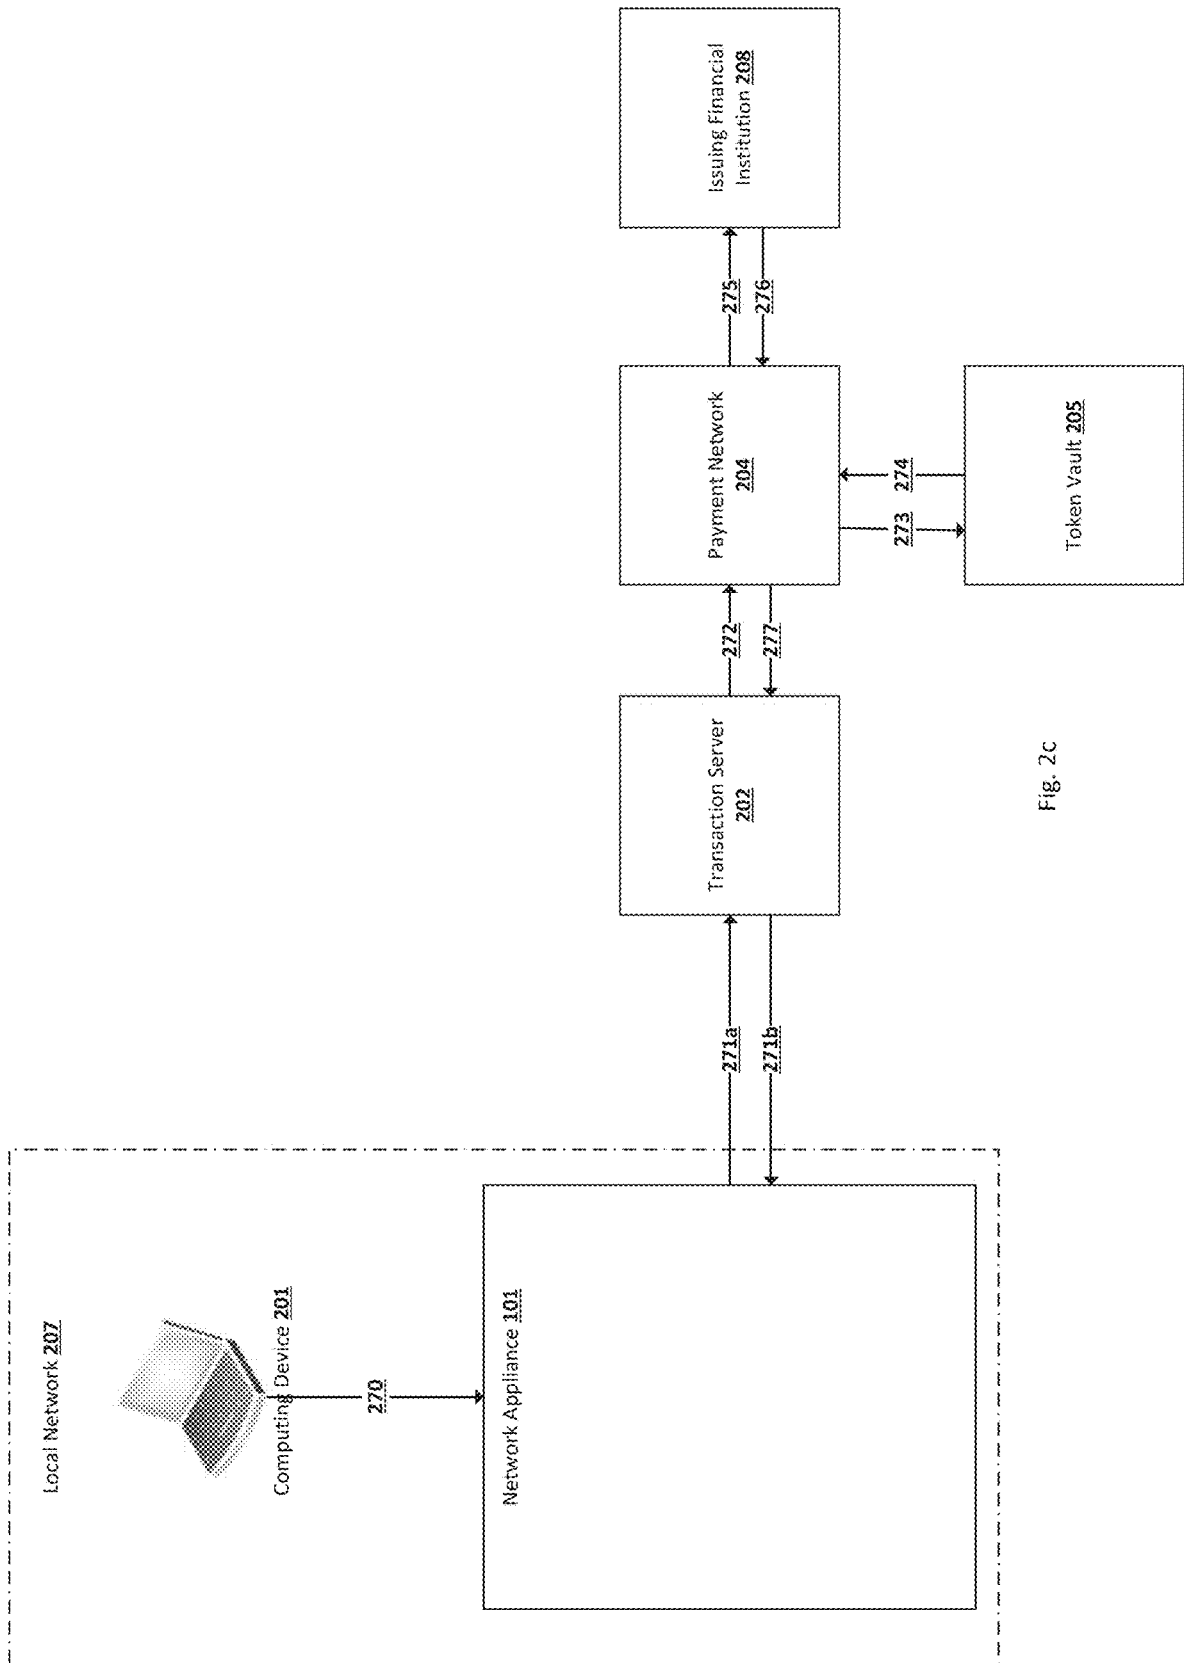 Local Network 207
Computing Device 201
270
Network Appliance 101
271a
271b
Transaction Server
202
272
277
Payment Network
204
273
274
Token Vault 205
275
276
Issuing Financial
Institution 208
Fig. 2c